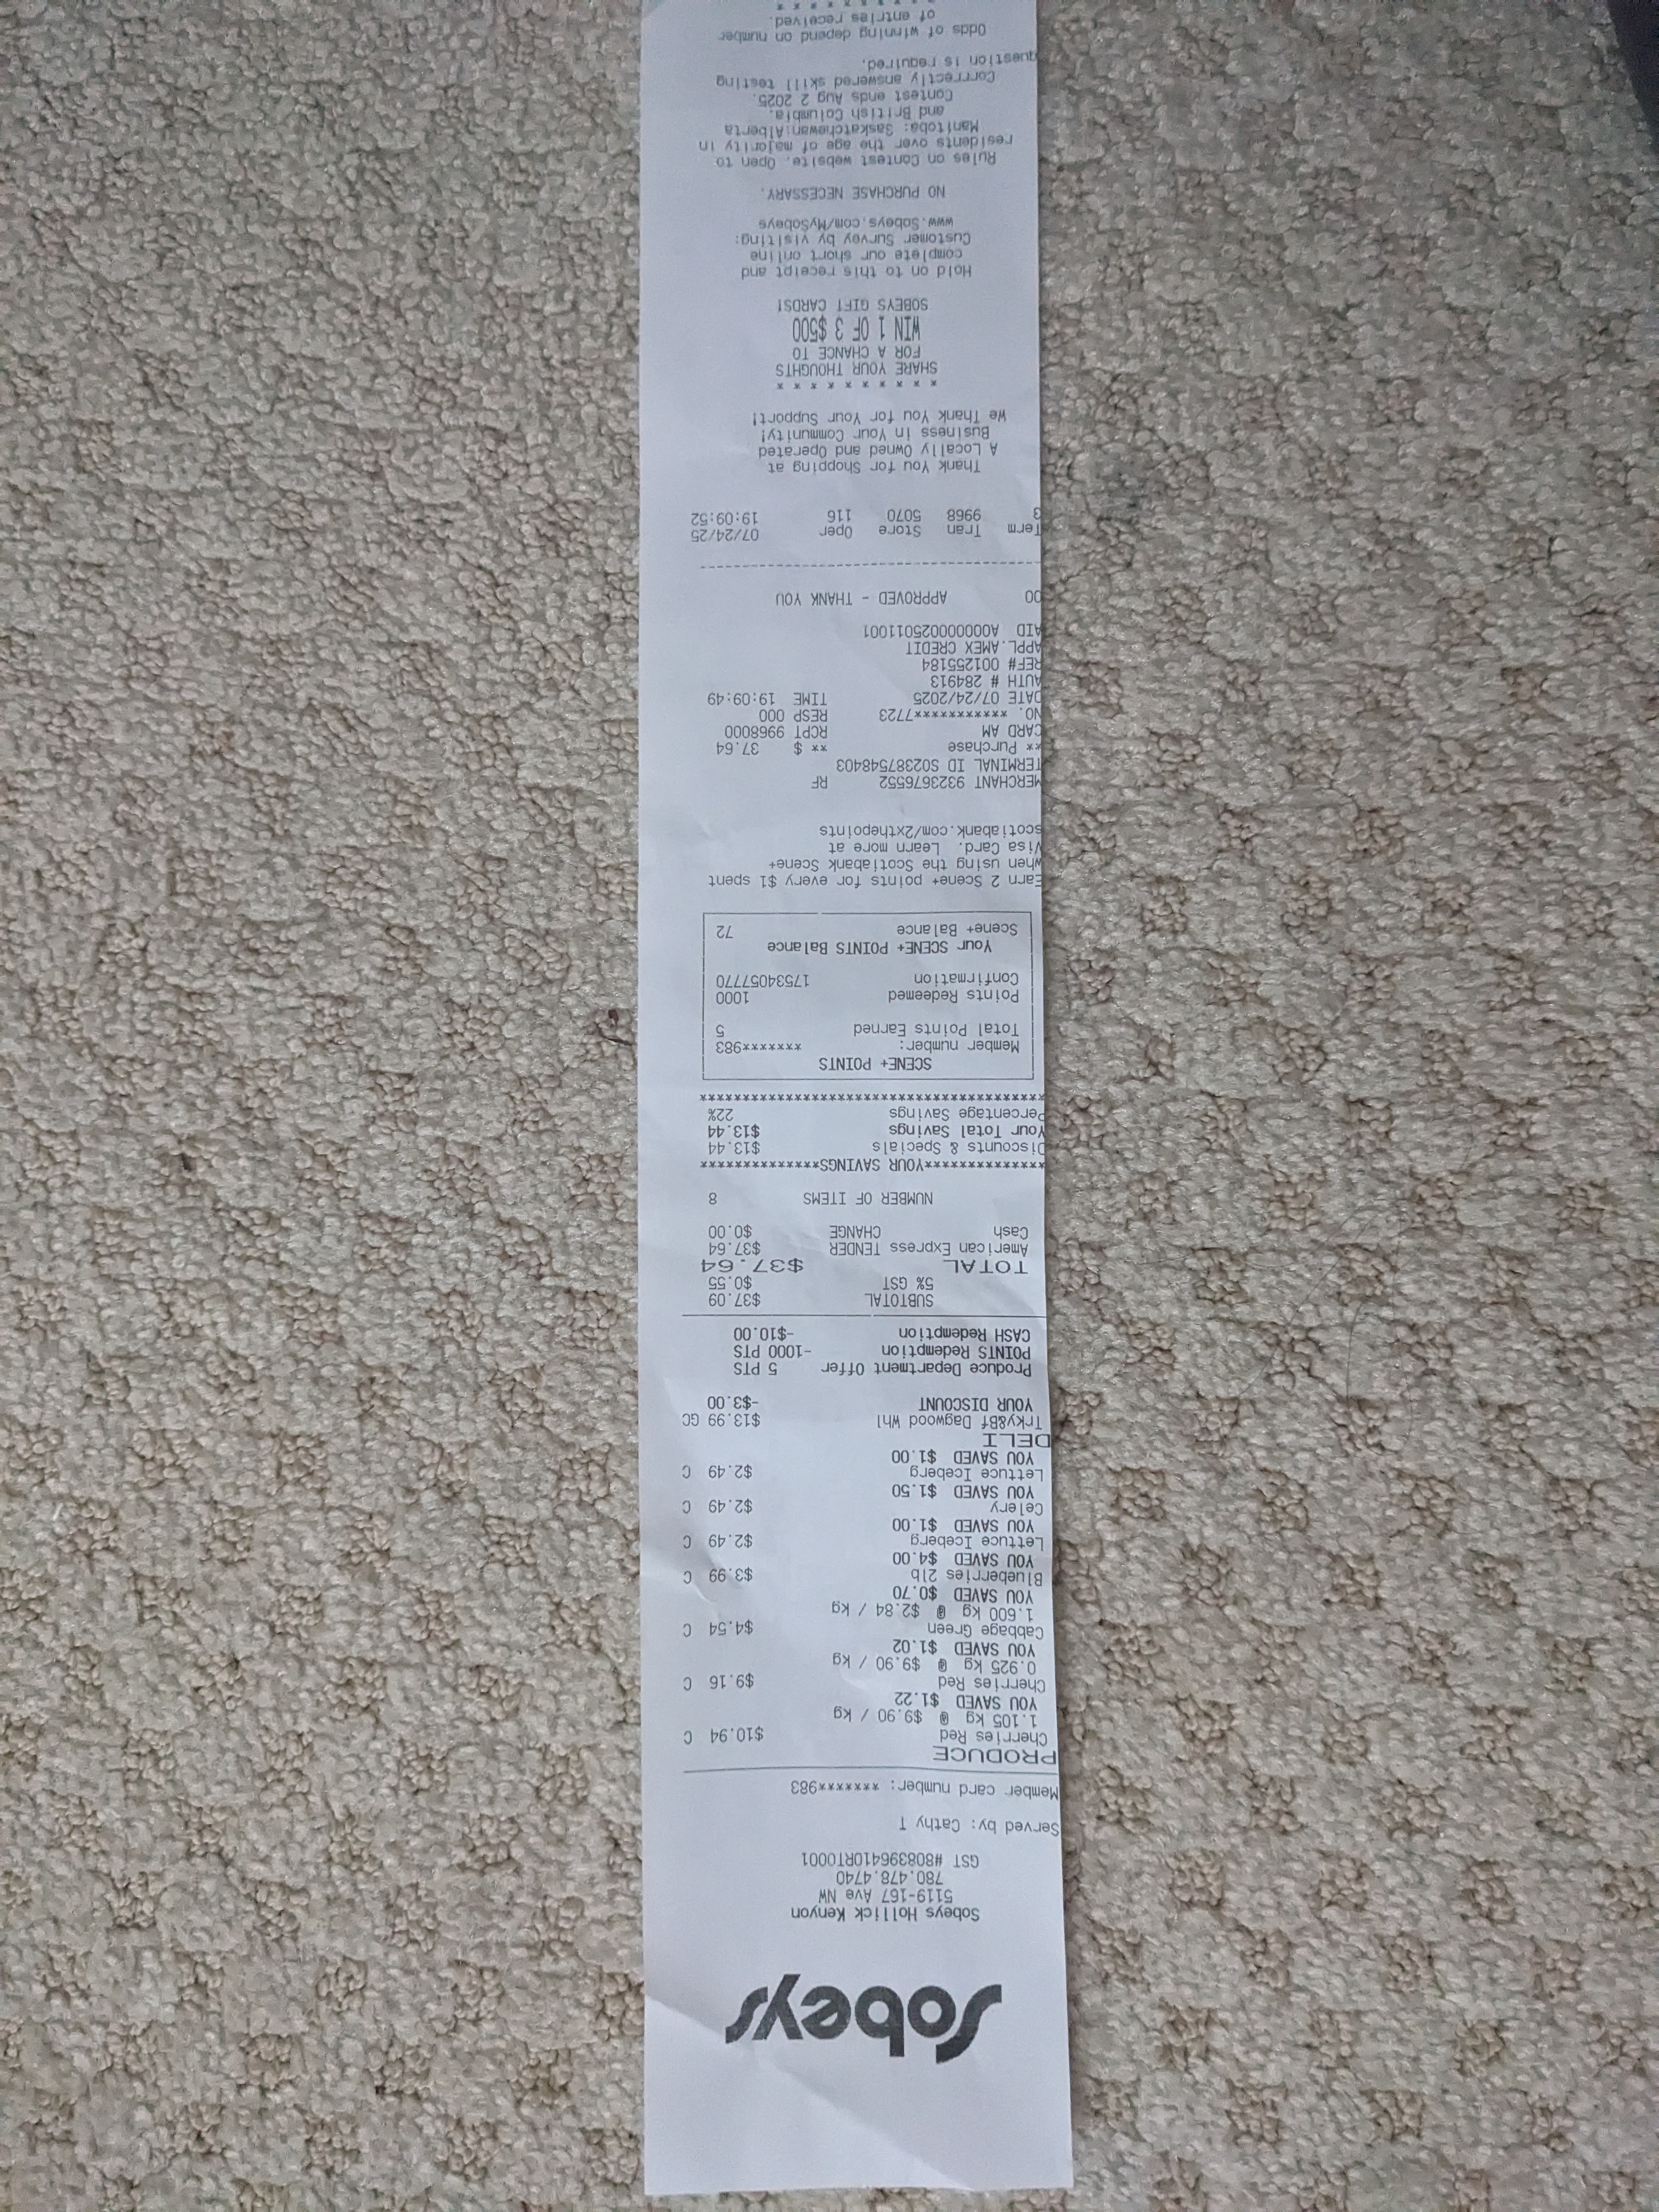 Sobeys
Sobeys Hollick Kenyon
5119-167 Ave NW
780.478.4740
GST #808396410RT0001
Served by: Cathy T
Member card number: ********983
PRODUCE
Cherries Red $10.94 C
1.105 kg @ $9.90 / kg
YOU SAVED $1.22
Cherries Red $9.16 C
0.925 kg @ $9.90 / kg
YOU SAVED $1.02
Cabbage Green $4.54 C
1.600 kg @ $2.84 / kg
YOU SAVED $0.70
Blueberries 2lb $3.99 C
YOU SAVED $4.00
Lettuce Iceberg $2.49 C
YOU SAVED $1.00
Celery $2.49 C
YOU SAVED $1.50
Lettuce Iceberg $2.49 C
YOU SAVED $1.00
DELI
Trky&Bf Dagwood Whl $13.99 GC
YOUR DISCOUNT -$3.00
Produce Department Offer 5 PTS
POINTS Redemption -1000 PTS
CASH Redemption -$10.00
SUBTOTAL $37.09
5% GST $0.55
TOTAL $37.64
American Express TENDER $37.64
Cash CHANGE $0.00
NUMBER OF ITEMS 8
***************YOUR SAVINGS***************
Discounts & Specials $13.44
Your Total Savings $13.44
Percentage Savings 22%
******************************************
SCENE+ POINTS
Member number: ********983
Total Points Earned 5
Points Redeemed 1000
Confirmation 17534057770
Your SCENE+ POINTS Balance
Scene+ Balance 72
Earn 2 Scene+ points for every $1 spent
when using the Scotiabank Scene+
Visa Card. Learn more at
scotiabank.com/2xthepoints
MERCHANT 9323676552 RF
TERMINAL ID S02387548403
** Purchase ** $ 37.64
CARD AM RCPT 9968000
NO. ***********7723 RESP 000
DATE 07/24/2025 TIME 19:09:49
AUTH # 284913
REF# 001255184
APPL.AMEX CREDIT
AID A000000025011001
00 APPROVED - THANK YOU
-----------------------------------------
Term Tran Store Oper 07/24/25
3 9968 5070 116 19:09:52
Thank You for Shopping at
A Locally Owned and Operated
Business in Your Community!
We Thank You for Your Support!
* * * * * * * * * *
SHARE YOUR THOUGHTS
FOR A CHANCE TO
WIN 1 OF 3 $500
SOBEYS GIFT CARDS!
Hold on to this receipt and
complete our short online
Customer Survey by visiting:
www.Sobeys.com/MySobeys
NO PURCHASE NECESSARY.
Rules on Contest website. Open to
residents over the age of majority in
Manitoba; Saskatchewan;Alberta
and British Columbia.
Contest ends Aug 2 2025.
Corrrectly answered skill testing
question is required.
Odds of winning depend on number
of entries received.
* * * * * * * * * *